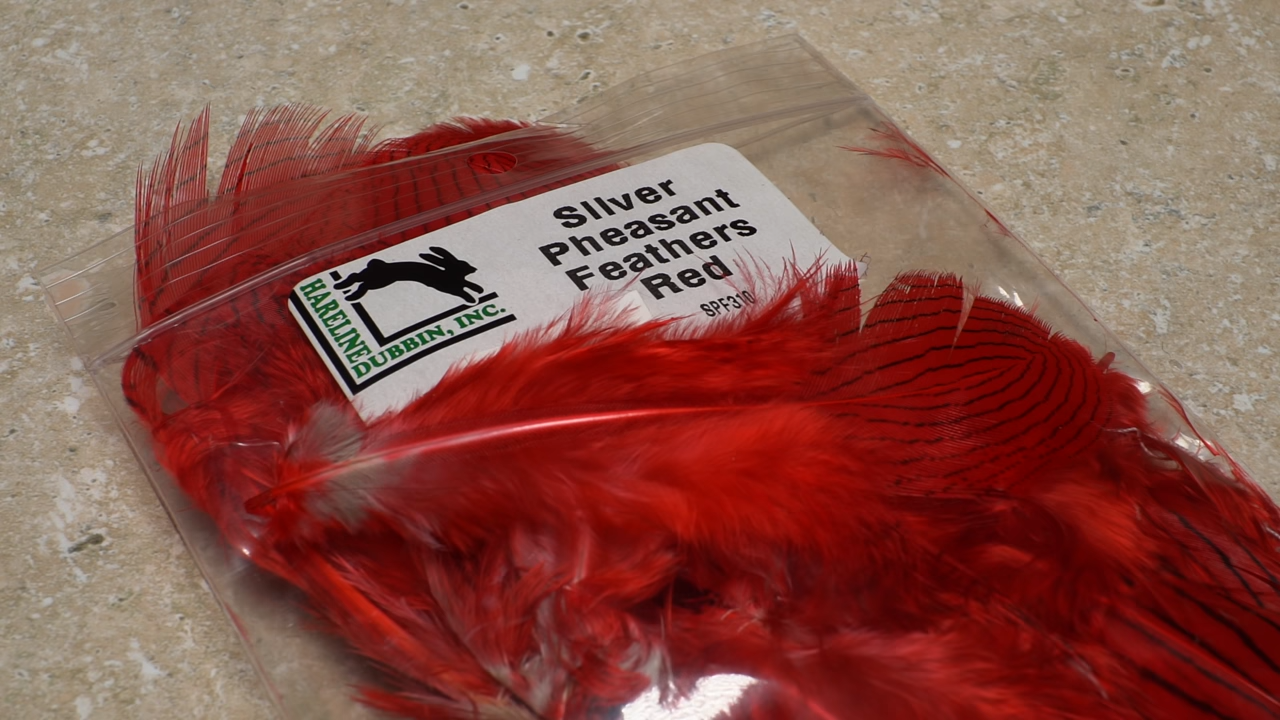 Silver
Pheasant
Feathers
Red
SPF310
HARELINE
DUBBIN, INC.